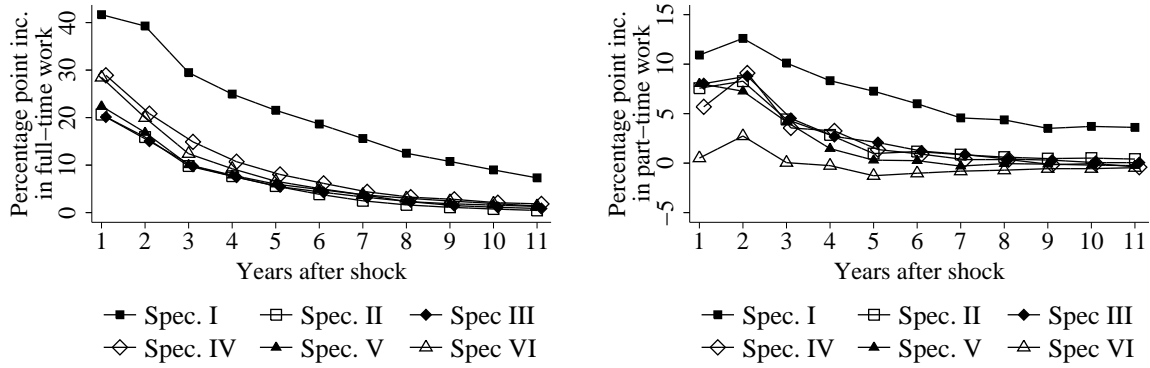 Percentage point inc.
in full−time work
0 10 20 30 40
1 2 3 4 5 6 7 8 9 10 11
Years after shock
Spec. I Spec. II Spec III
Spec. IV Spec. V Spec VI
Percentage point inc.
in part−time work
−5 0 5 10 15
1 2 3 4 5 6 7 8 9 10 11
Years after shock
Spec. I Spec. II Spec III
Spec. IV Spec. V Spec VI